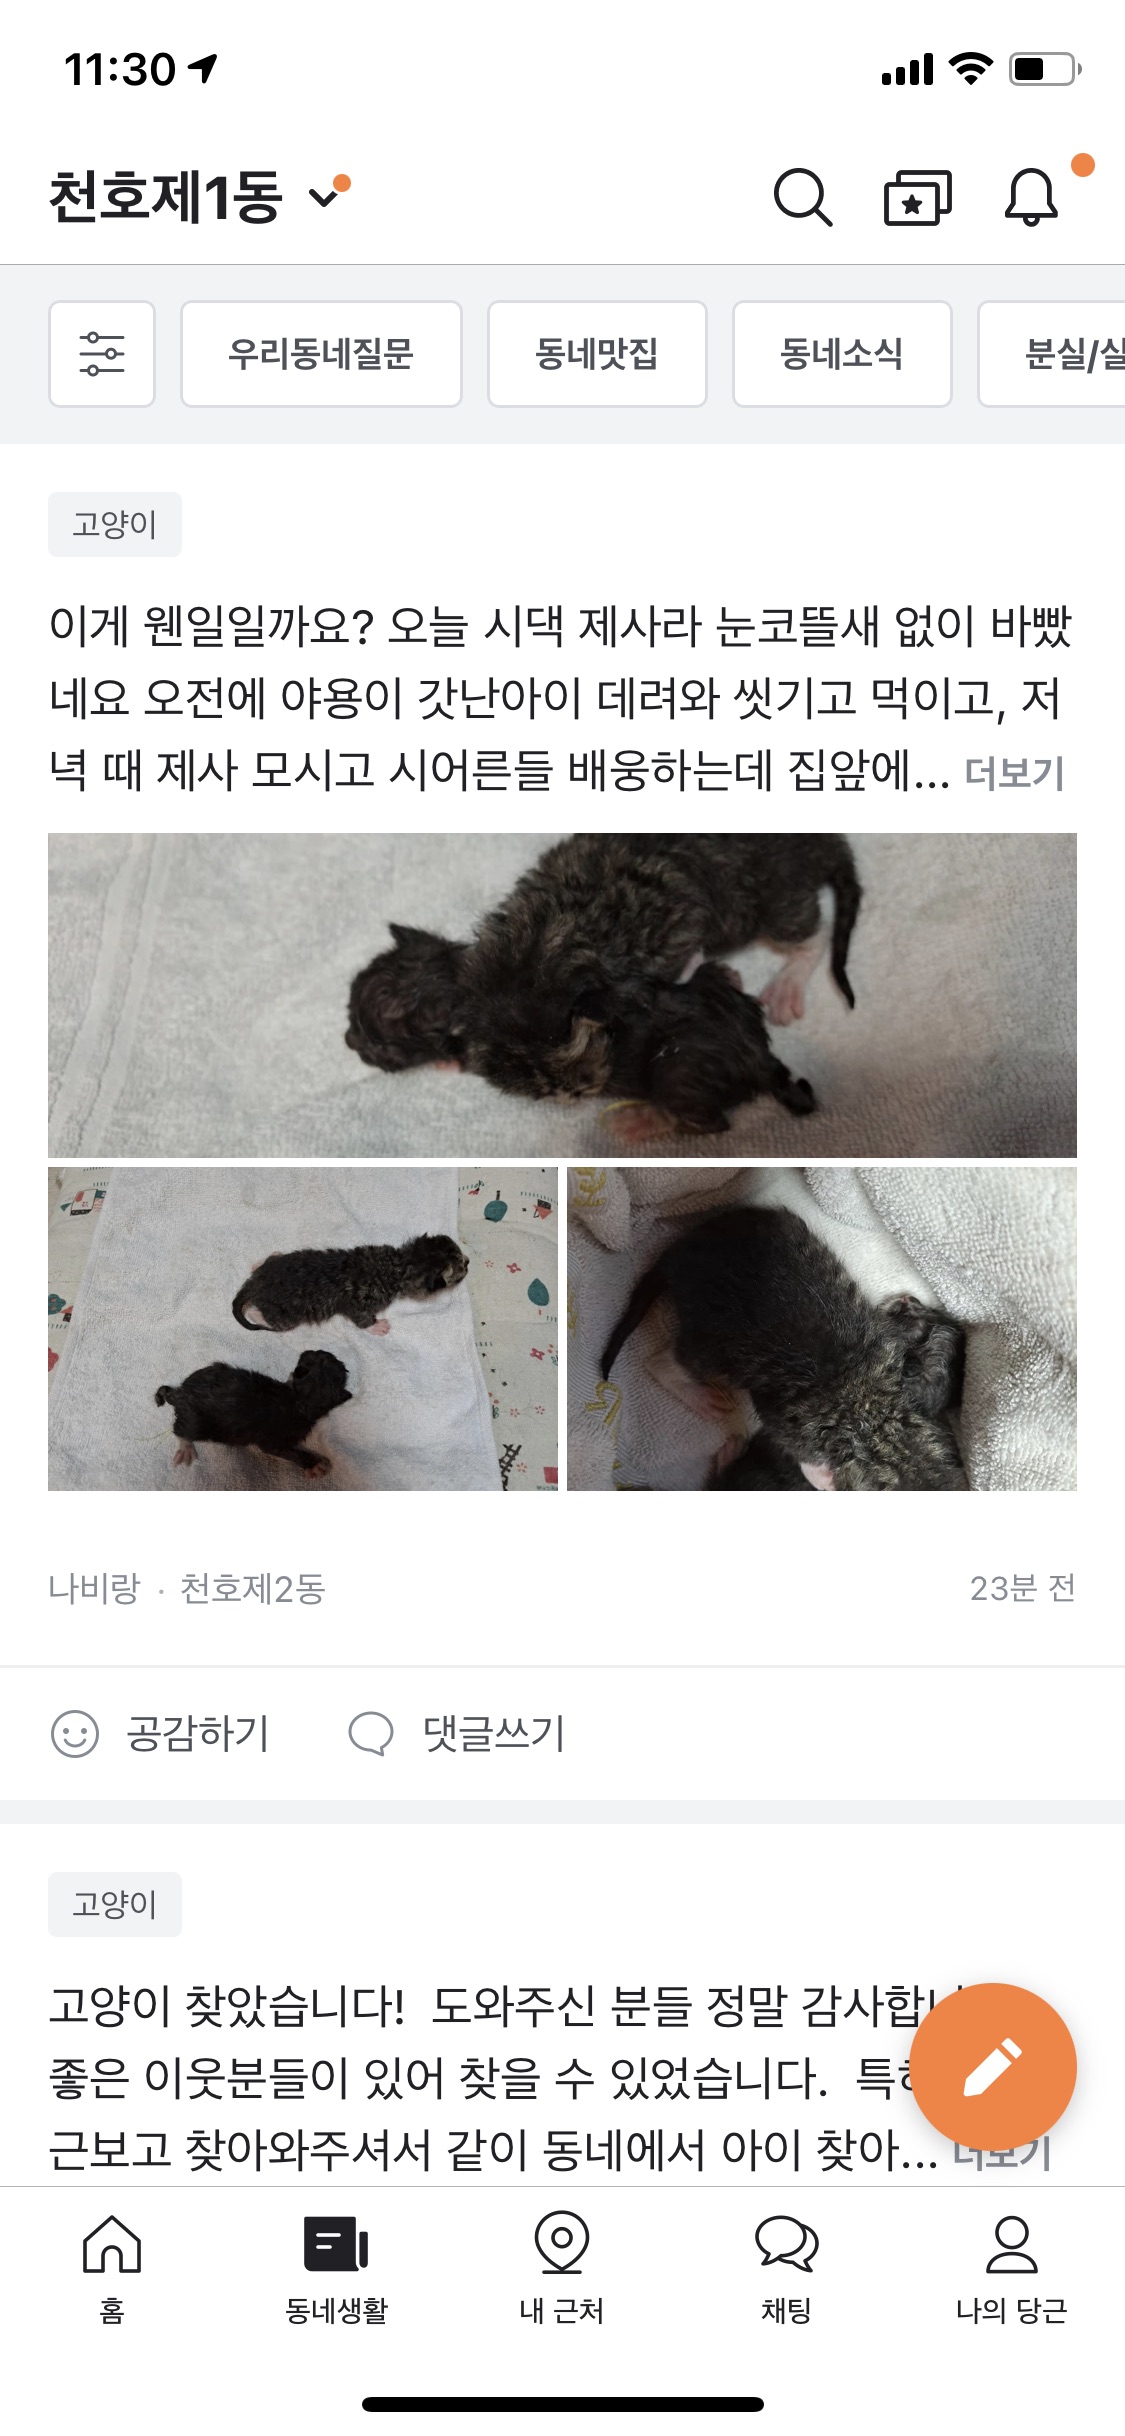 11:30
천호제1동
우리동네질문
동네맛집
동네소식
분실/실
고양이
이게 웬일일까요? 오늘 시댁 제사라 눈코뜰새 없이 바빴
네요 오전에 야용이 갓난아이 데려와 씻기고 먹이고, 저
녁 때 제사 모시고 시어른들 배웅하는데 집앞에... 더보기
나비랑 · 천호제2동
23분 전
공감하기
댓글쓰기
고양이
고양이 찾았습니다! 도와주신 분들 정말 감사합니
좋은 이웃분들이 있어 찾을 수 있었습니다. 특히
근보고 찾아와주셔서 같이 동네에서 아이 찾아... 더보기
홈
동네생활
내 근처
채팅
나의 당근